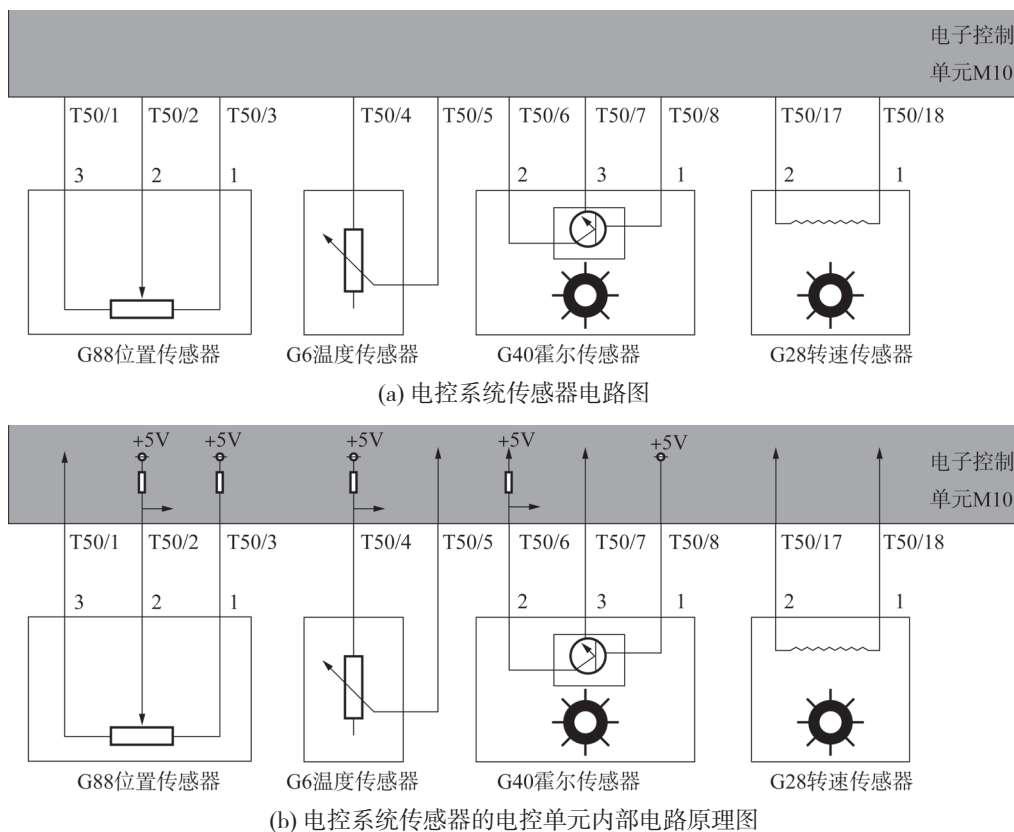 电子控制
单元M10
T50/1 T50/2 T50/3 T50/4 T50/5 T50/6 T50/7 T50/8 T50/17 T50/18
3 2 1 2 3 1 2 1
G88位置传感器 G6温度传感器 G40霍尔传感器 G28转速传感器
(a) 电控系统传感器电路图
+5V +5V +5V +5V +5V
电子控制
单元M10
T50/1 T50/2 T50/3 T50/4 T50/5 T50/6 T50/7 T50/8 T50/17 T50/18
3 2 1 2 3 1 2 1
G88位置传感器 G6温度传感器 G40霍尔传感器 G28转速传感器
(b) 电控系统传感器的电控单元内部电路原理图